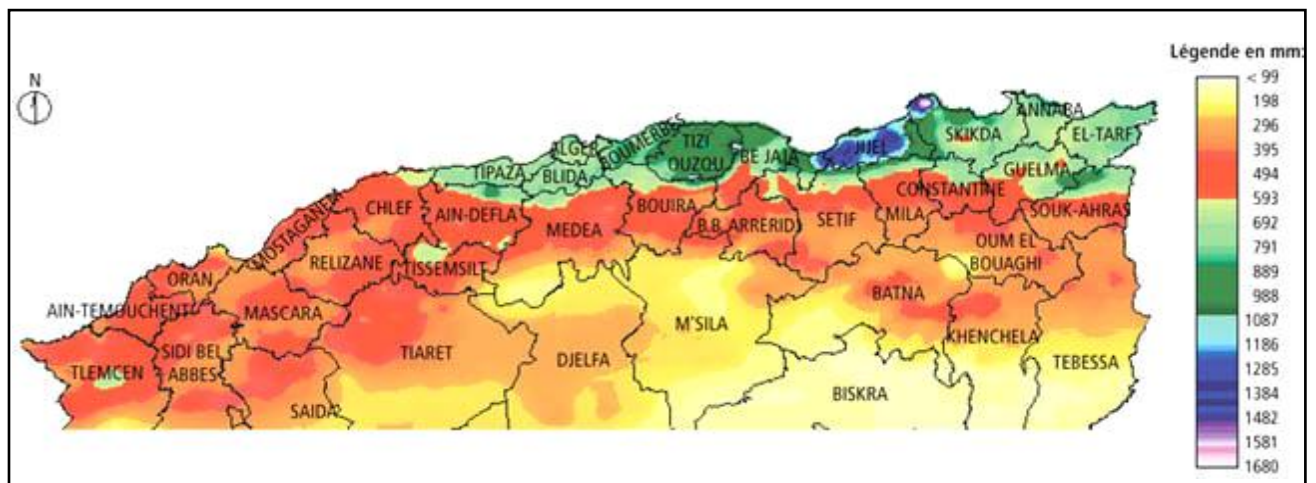 Légende en mm:
< 99
198
296
395
494
593
692
791
889
988
1087
1186
1285
1384
1482
1581
1680
N
ANNABA
SKIKDA
EL-TARF
JIJEL
TIZI
OUZOU
BOUMERBES
ALGER
BEJAIA
TIPAZA
BLIDA
GUELMA
CONSTANTINE
SOUK-AHRAS
MOSTAGANEM
CHLEF
AIN-DEFLA
MEDEA
BOUIRA
B.B. ARRERIDJ
SETIF
MILA
OUM EL
BOUAGHI
ORAN
RELIZANE
TISSEMSILT
BATNA
AIN-TEMOUCHENT
MASCARA
M'SILA
KHENCHELA
SIDI BEL
ABBES
TLEMCEN
TIARET
DJELFA
TEBESSA
SAIDA
BISKRA